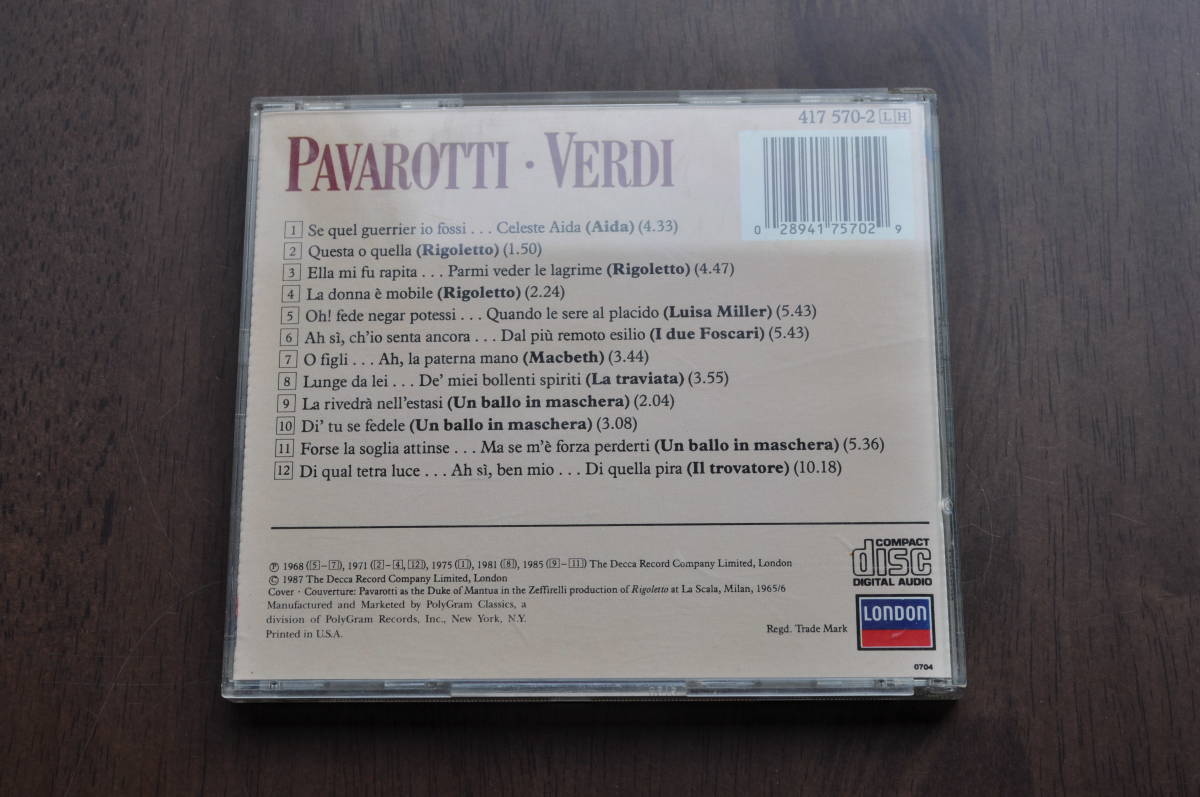 417 570-2 L H
PAVAROTTI · VERDI
0 28941 75702 9
1 Se quel guerrier io fossi . . . Celeste Aida (Aida) (4.33)
2 Questa o quella (Rigoletto) (1.50)
3 Ella mi fu rapita . . . Parmi veder le lagrime (Rigoletto) (4.47)
4 La donna è mobile (Rigoletto) (2.24)
5 Oh! fede negar potessi . . . Quando le sere al placido (Luisa Miller) (5.43)
6 Ah sì, ch'io senta ancora . . . Dal più remoto esilio (I due Foscari) (5.43)
7 O figli . . . Ah, la paterna mano (Macbeth) (3.44)
8 Lunge da lei . . . De' miei bollenti spiriti (La traviata) (3.55)
9 La rivedrà nell'estasi (Un ballo in maschera) (2.04)
10 Di' tu se fedele (Un ballo in maschera) (3.08)
11 Forse la soglia attinse . . . Ma se m'è forza perderti (Un ballo in maschera) (5.36)
12 Di qual tetra luce . . . Ah sì, ben mio . . . Di quella pira (Il trovatore) (10.18)
COMPACT
disc
DIGITAL AUDIO
℗ 1968 (5–7), 1971 (2–4, 12), 1975 (1), 1981 (8), 1985 (9–11) The Decca Record Company Limited, London
© 1987 The Decca Record Company Limited, London
Cover · Couverture: Pavarotti as the Duke of Mantua in the Zeffirelli production of Rigoletto at La Scala, Milan, 1965/6
Manufactured and Marketed by PolyGram Classics, a
division of PolyGram Records, Inc., New York, N.Y.
Printed in U.S.A.
Regd. Trade Mark
LONDON
0704